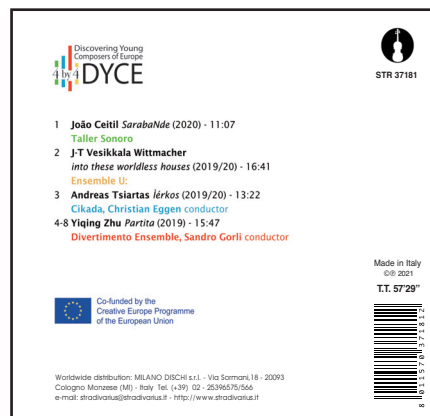 Discovering Young
Composers of Europe
4 by 4 DYCE
STR 37181
1 João Ceitil SarabaNde (2020) - 11:07
Taller Sonoro
2 J-T Vesikkala Wittmacher
into these worldless houses (2019/20) - 16:41
Ensemble U:
3 Andreas Tsiartas Íérkos (2019/20) - 13:22
Cikada, Christian Eggen conductor
4-8 Yiqing Zhu Partita (2019) - 15:47
Divertimento Ensemble, Sandro Gorli conductor
Made in Italy
©℗ 2021
T.T. 57'29"
Co-funded by the
Creative Europe Programme
of the European Union
Worldwide distribution: MILANO DISCHI s.r.l. - Via Sormani,18 - 20093
Cologno Monzese (MI) - Italy Tel. (+39) 02 - 25396575/566
e-mail: stradivarius@stradivarius.it - http://www.stradivarius.it
8 011570 371812